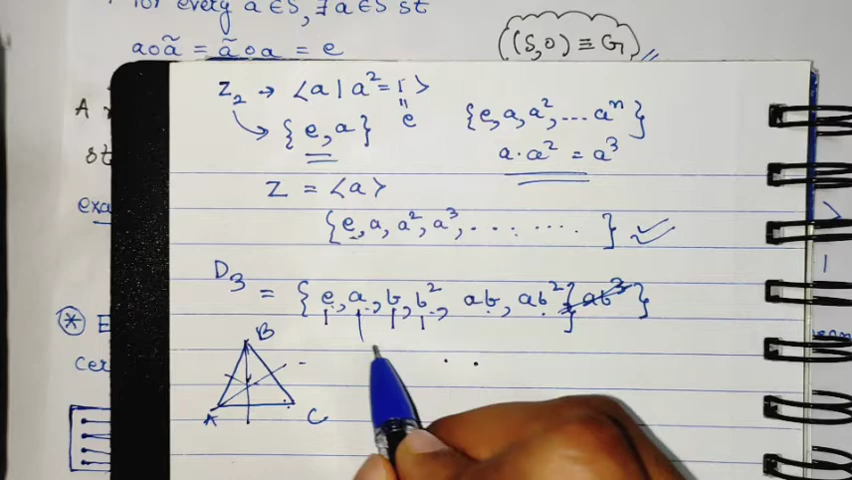 for every a ∈ S, ∃ ã ∈ S st
a o ã = ã o a = e
(S, o) ≡ G
A
st
exa
Z₂ → ⟨a | a² = 1⟩
" e
{e, a}
{e, a, a², ... aⁿ}
a · a² = a³
Z = ⟨a⟩
{e, a, a², a³, ........ }
D₃ = {e, a, b, b², ab, ab²} ab³ }
* E
cer
B
A C